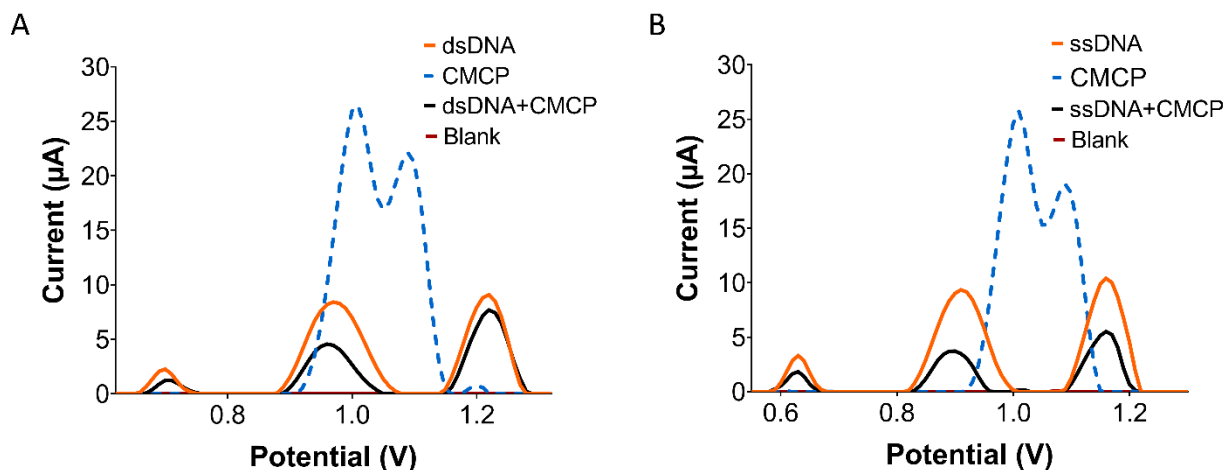 A
dsDNA
CMCP
dsDNA+CMCP
Blank
30
25
20
15
10
5
0
Current (µA)
0.8 1.0 1.2
Potential (V)
B
ssDNA
CMCP
ssDNA+CMCP
Blank
30
25
20
15
10
5
0
Current (µA)
0.6 0.8 1.0 1.2
Potential (V)